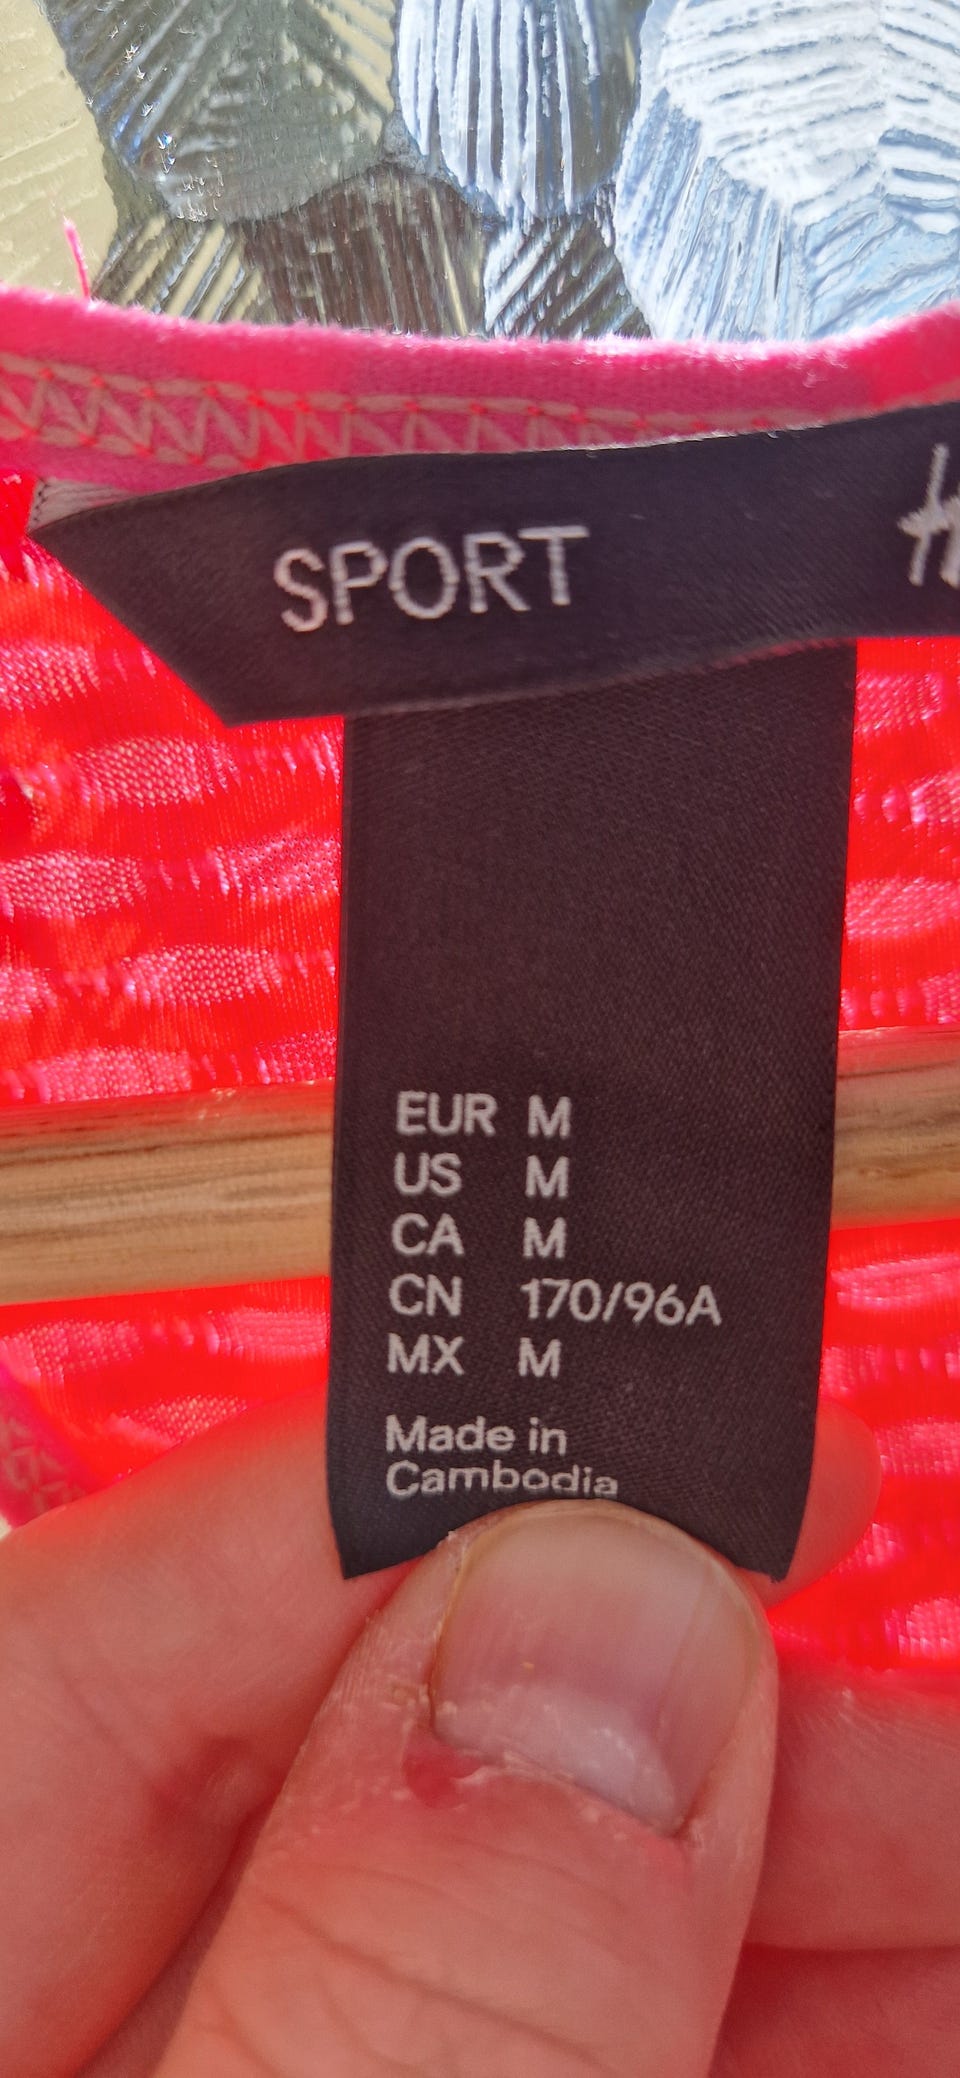 SPORT
EUR M
US M
CA M
CN 170/96A
MX M
Made in
Cambodia